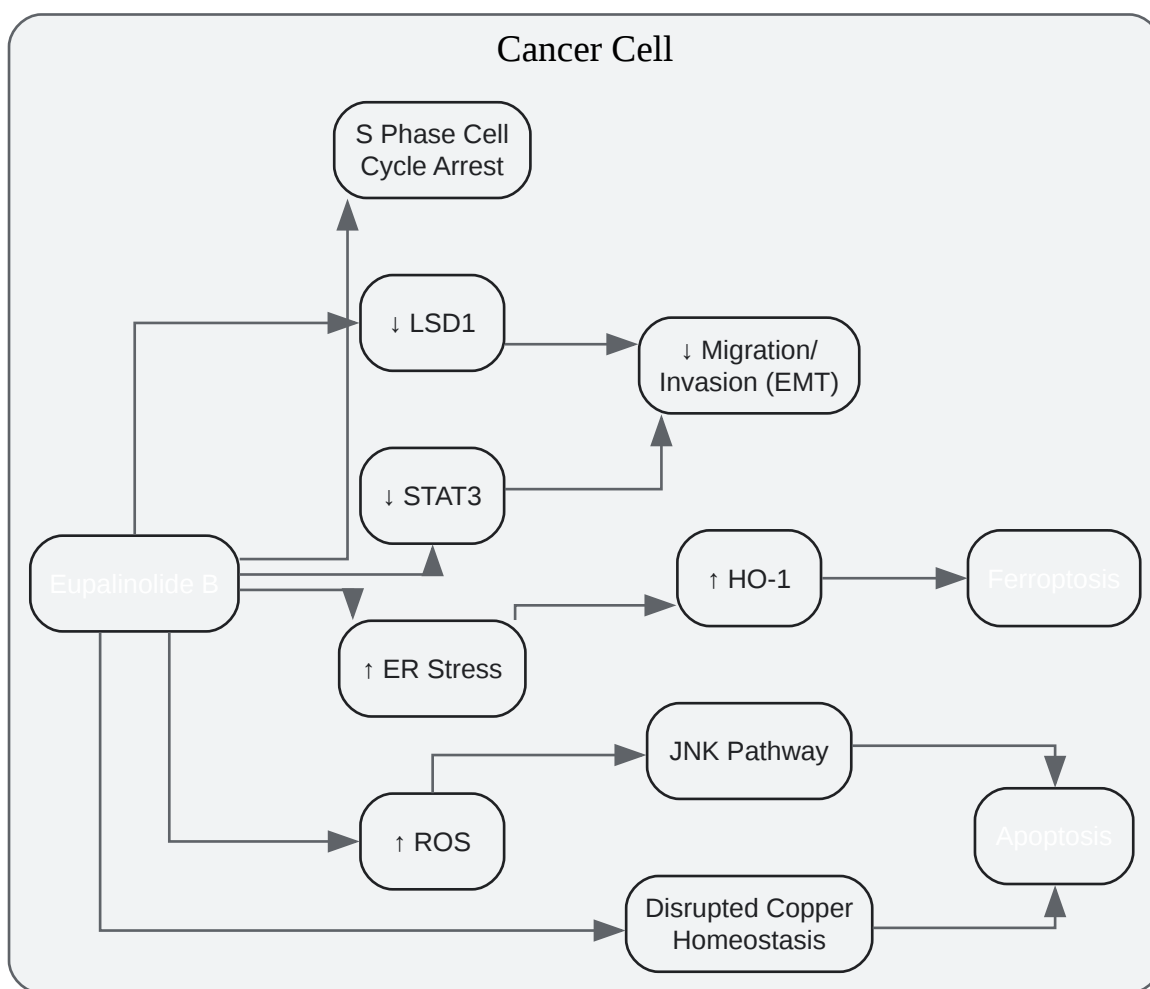 Cancer Cell
S Phase Cell
Cycle Arrest
↓ LSD1
↓ Migration/
Invasion (EMT)
↓ STAT3
Eupalinolide B
↑ HO-1
Ferroptosis
↑ ER Stress
JNK Pathway
↑ ROS
Apoptosis
Disrupted Copper
Homeostasis